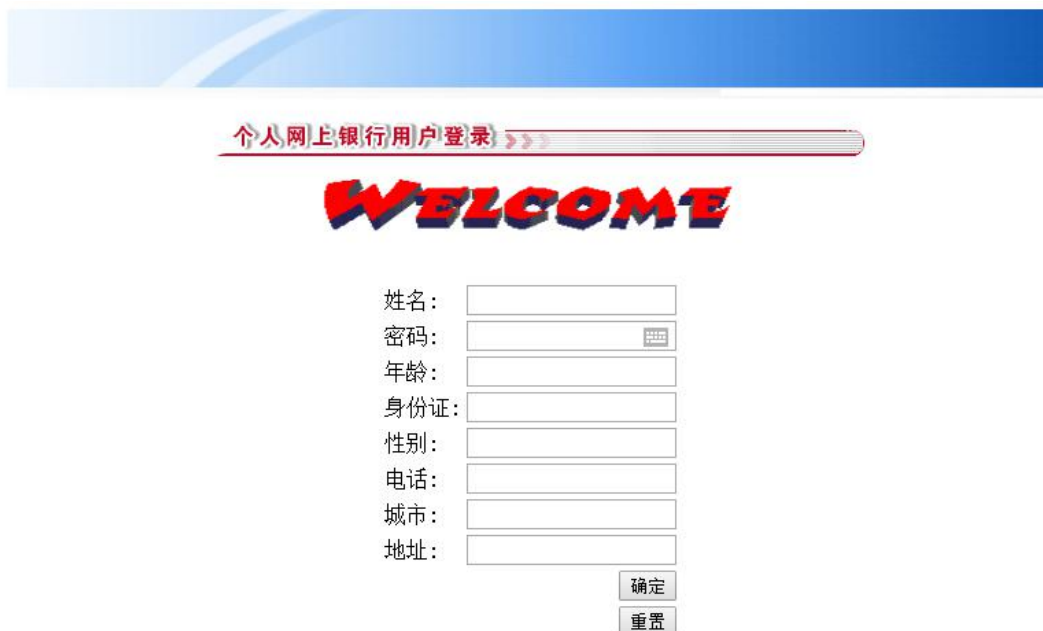 个人网上银行用户登录
WELCOME
姓名：
密码：
年龄：
身份证：
性别：
电话：
城市：
地址：
确定
重置